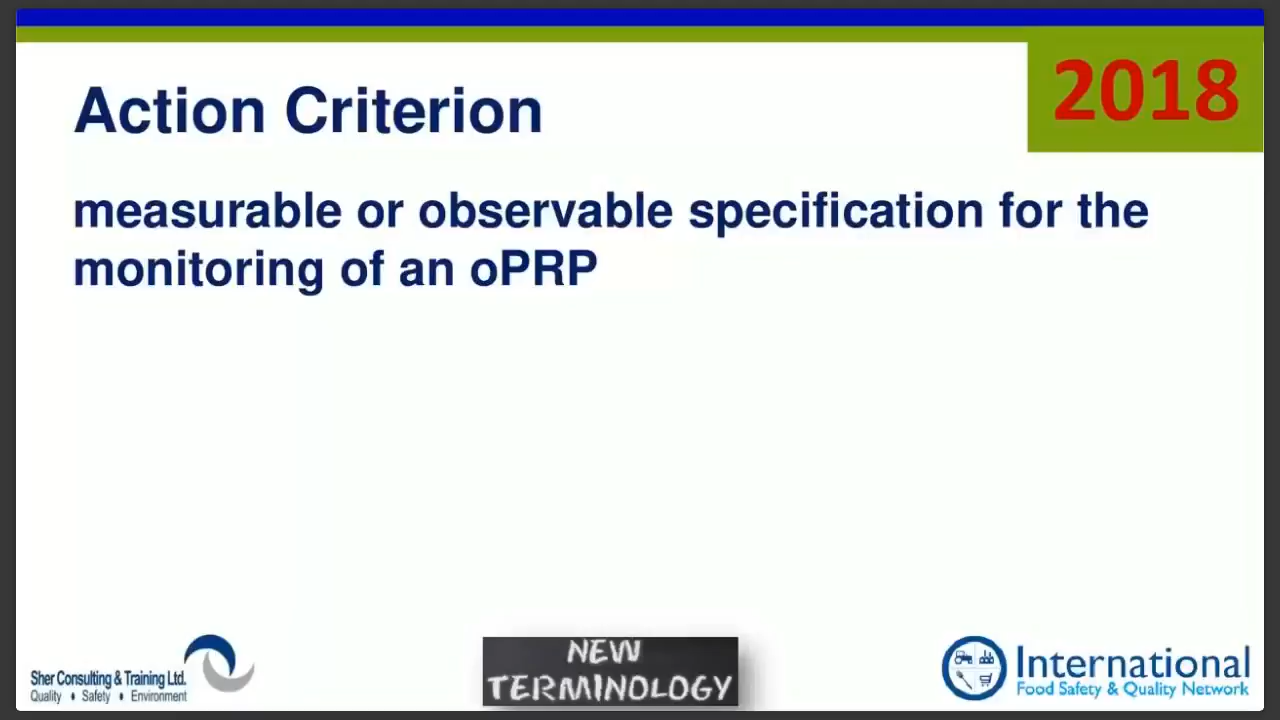 2018
Action Criterion
measurable or observable specification for the
monitoring of an oPRP
Sher Consulting & Training Ltd.
Quality • Safety • Environment
NEW
TERMINOLOGY
International
Food Safety & Quality Network